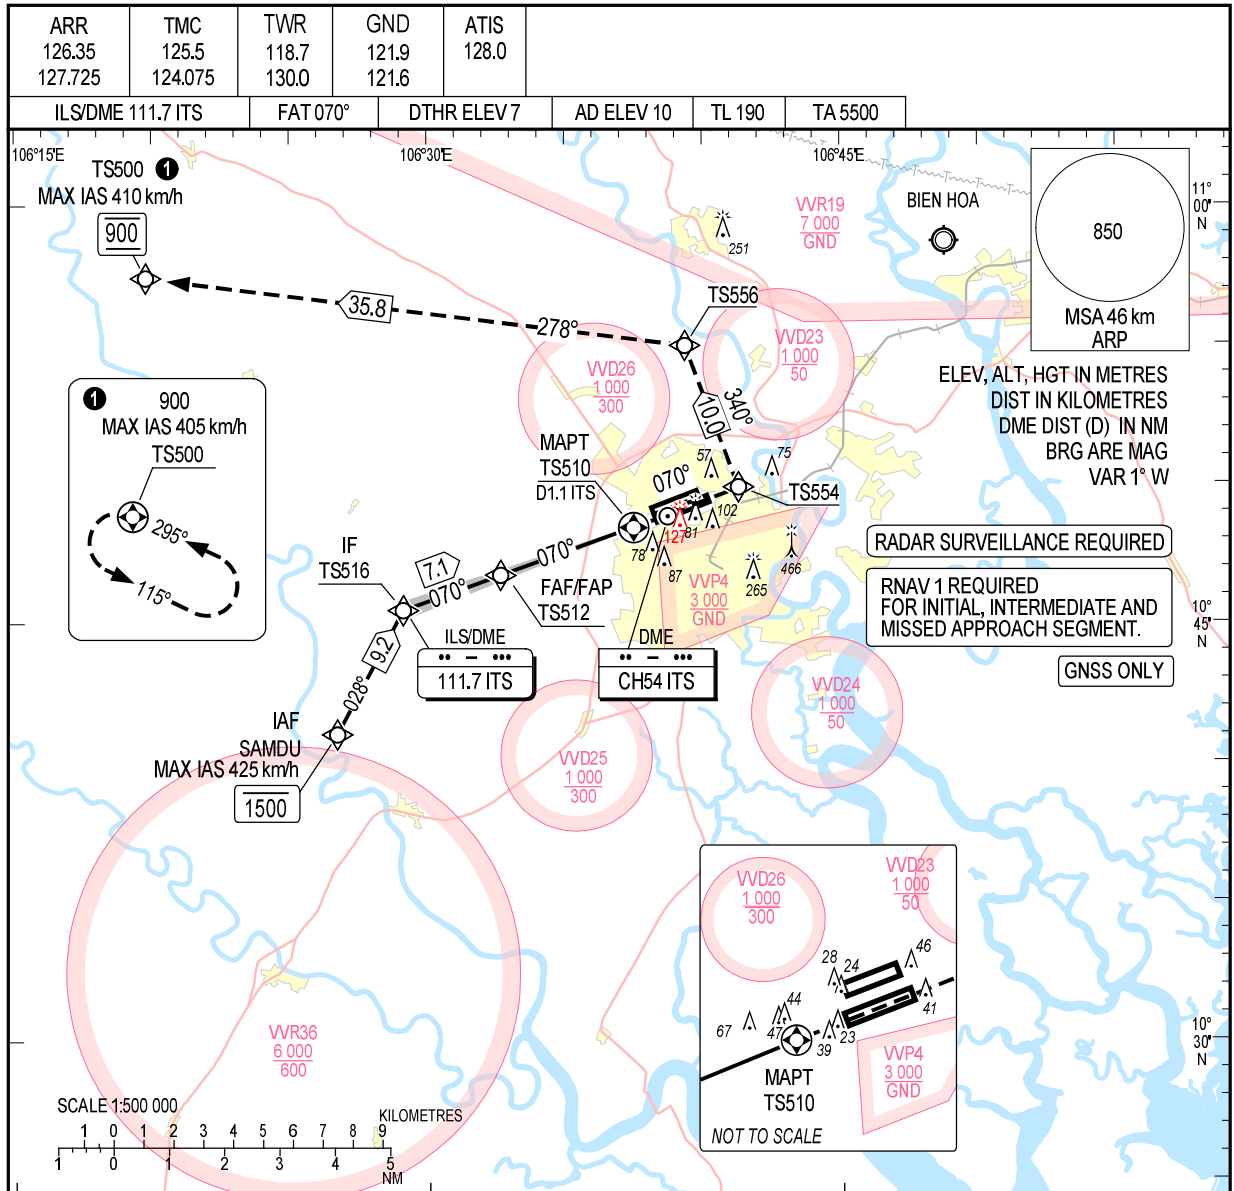 ARR TMC TWR GND ATIS
126.35 125.5 118.7 121.9 128.0
127.725 124.075 130.0 121.6
ILS/DME 111.7 ITS FAT 070° DTHR ELEV 7 AD ELEV 10 TL 190 TA 5500
106°15'E 106°30'E 106°45'E
TS500 1
MAX IAS 410 km/h
900
VVR19
7 000
GND
BIEN HOA
251
11°
00'
N
850
MSA 46 km
ARP
35.8
278°
TS556
VVD26
1 000
300
VVD23
1 000
50
340°
10.0
ELEV, ALT, HGT IN METRES
DIST IN KILOMETRES
DME DIST (D) IN NM
BRG ARE MAG
VAR 1° W
1 900
MAX IAS 405 km/h
TS500
295°
115°
MAPT
TS510
D1.1 ITS
57
75
070°
TS554
81
102
127
78
87
466
265
VVP4
3 000
GND
RADAR SURVEILLANCE REQUIRED
RNAV 1 REQUIRED
FOR INITIAL, INTERMEDIATE AND
MISSED APPROACH SEGMENT.
GNSS ONLY
10°
45'
N
IF
TS516
7.1
070°
070°
FAF/FAP
TS512
ILS/DME
111.7 ITS
DME
CH54 ITS
9.2
028°
IAF
SAMDU
MAX IAS 425 km/h
1500
VVD25
1 000
300
VVD24
1 000
50
VVR36
6 000
600
VVD26
1 000
300
VVD23
1 000
50
28
24
46
44
67
47
39
23
41
VVP4
3 000
GND
MAPT
TS510
NOT TO SCALE
10°
30'
N
SCALE 1:500 000
KILOMETRES
1 0 1 2 3 4 5 6 7 8 9
1 0 1 2 3 4 5
NM